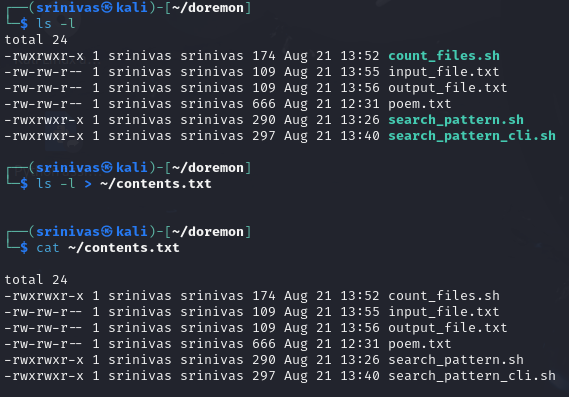 ┌──(srinivas㉿kali)-[~/doremon]
└─$ ls -l
total 24
-rwxrwxr-x 1 srinivas srinivas 174 Aug 21 13:52 count_files.sh
-rw-rw-r-- 1 srinivas srinivas 109 Aug 21 13:55 input_file.txt
-rw-rw-r-- 1 srinivas srinivas 109 Aug 21 13:56 output_file.txt
-rw-rw-r-- 1 srinivas srinivas 666 Aug 21 12:31 poem.txt
-rwxrwxr-x 1 srinivas srinivas 290 Aug 21 13:26 search_pattern.sh
-rwxrwxr-x 1 srinivas srinivas 297 Aug 21 13:40 search_pattern_cli.sh
┌──(srinivas㉿kali)-[~/doremon]
└─$ ls -l > ~/contents.txt
┌──(srinivas㉿kali)-[~/doremon]
└─$ cat ~/contents.txt
total 24
-rwxrwxr-x 1 srinivas srinivas 174 Aug 21 13:52 count_files.sh
-rw-rw-r-- 1 srinivas srinivas 109 Aug 21 13:55 input_file.txt
-rw-rw-r-- 1 srinivas srinivas 109 Aug 21 13:56 output_file.txt
-rw-rw-r-- 1 srinivas srinivas 666 Aug 21 12:31 poem.txt
-rwxrwxr-x 1 srinivas srinivas 290 Aug 21 13:26 search_pattern.sh
-rwxrwxr-x 1 srinivas srinivas 297 Aug 21 13:40 search_pattern_cli.sh